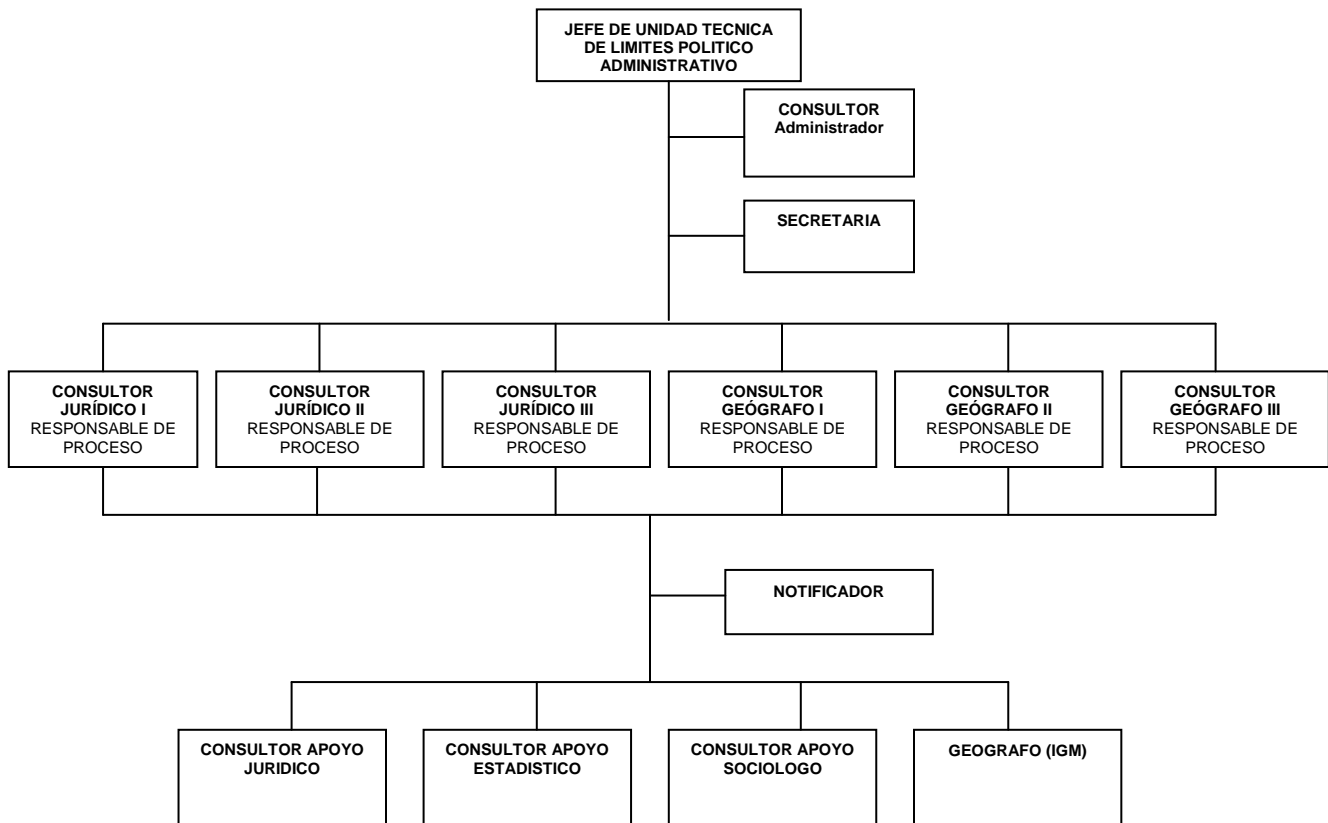 JEFE DE UNIDAD TECNICA
DE LIMITES POLITICO
ADMINISTRATIVO
CONSULTOR
Administrador
SECRETARIA
CONSULTOR
JURÍDICO I
RESPONSABLE DE
PROCESO
CONSULTOR
JURÍDICO II
RESPONSABLE DE
PROCESO
CONSULTOR
JURÍDICO III
RESPONSABLE DE
PROCESO
CONSULTOR
GEÓGRAFO I
RESPONSABLE DE
PROCESO
CONSULTOR
GEÓGRAFO II
RESPONSABLE DE
PROCESO
CONSULTOR
GEÓGRAFO III
RESPONSABLE DE
PROCESO
NOTIFICADOR
CONSULTOR APOYO
JURIDICO
CONSULTOR APOYO
ESTADISTICO
CONSULTOR APOYO
SOCIOLOGO
GEOGRAFO (IGM)